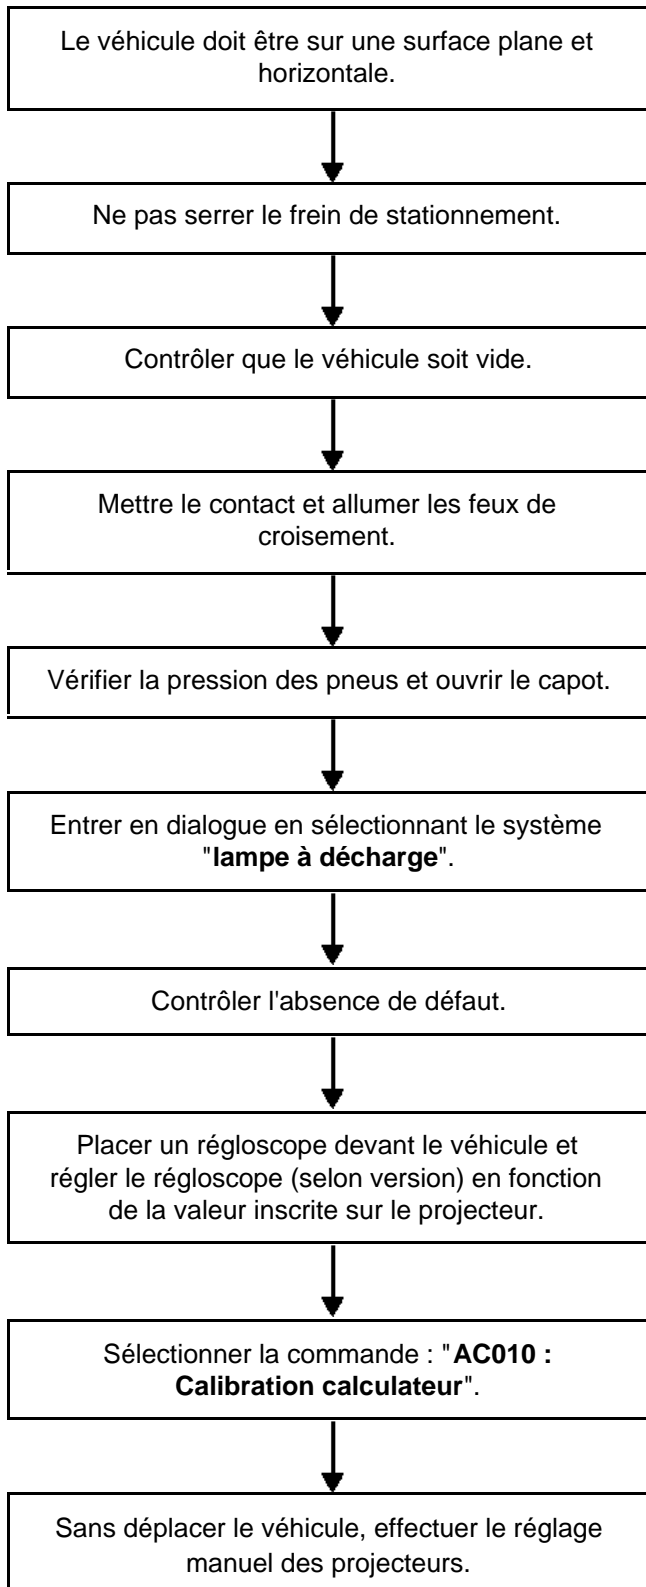 Le véhicule doit être sur une surface plane et
horizontale.
Ne pas serrer le frein de stationnement.
Contrôler que le véhicule soit vide.
Mettre le contact et allumer les feux de
croisement.
Vérifier la pression des pneus et ouvrir le capot.
Entrer en dialogue en sélectionnant le système
"lampe à décharge".
Contrôler l'absence de défaut.
Placer un régloscope devant le véhicule et
régler le régloscope (selon version) en fonction
de la valeur inscrite sur le projecteur.
Sélectionner la commande : "AC010 :
Calibration calculateur".
Sans déplacer le véhicule, effectuer le réglage
manuel des projecteurs.